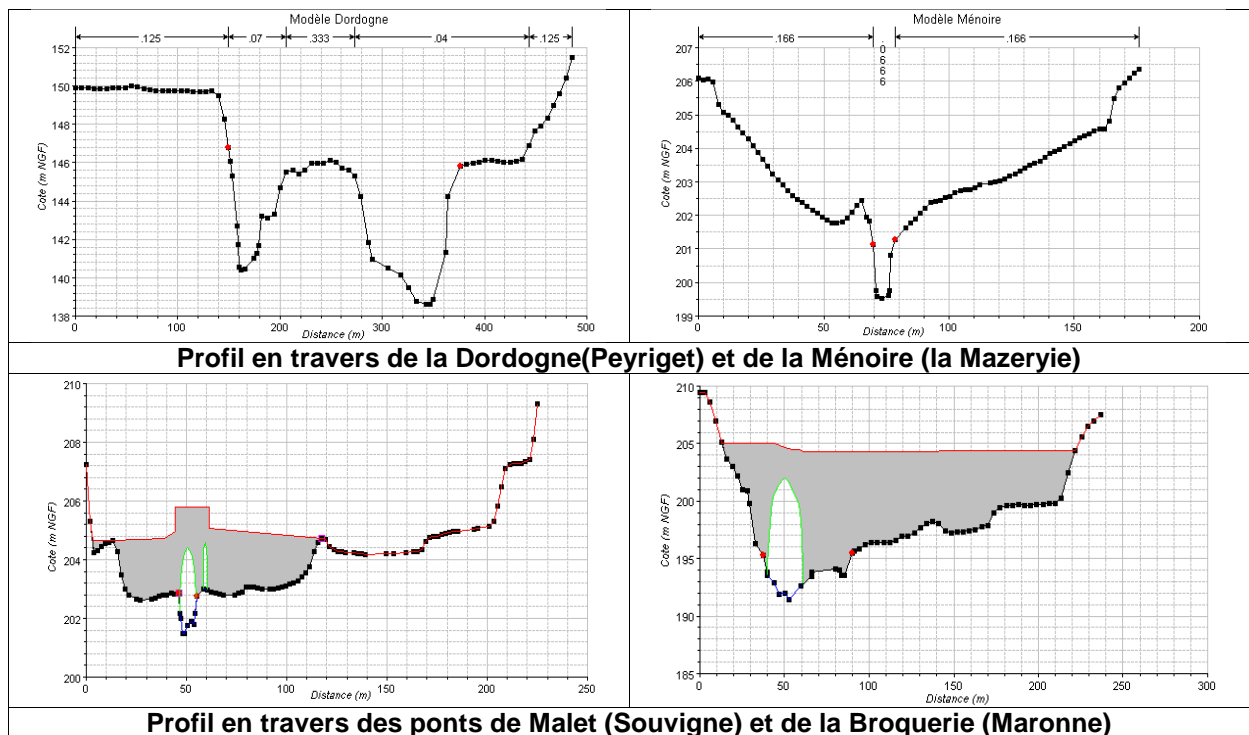 Modèle Dordogne
.125 .07 .333 .04 .125
152
150
148
146
144
142
140
138
Cote (m NGF)
0 100 200 300 400 500
Distance (m)
Modèle Ménoire
.166 .066 .166
207
206
205
204
203
202
201
200
199
Cote (m NGF)
0 50 100 150 200
Distance (m)
Profil en travers de la Dordogne(Peyriget) et de la Ménoire (la Mazeryie)
210
208
206
204
202
200
Cote (m NGF)
0 50 100 150 200 250
Distance (m)
210
205
200
195
190
185
Cote (m NGF)
0 50 100 150 200 250 300
Distance (m)
Profil en travers des ponts de Malet (Souvigne) et de la Broquerie (Maronne)